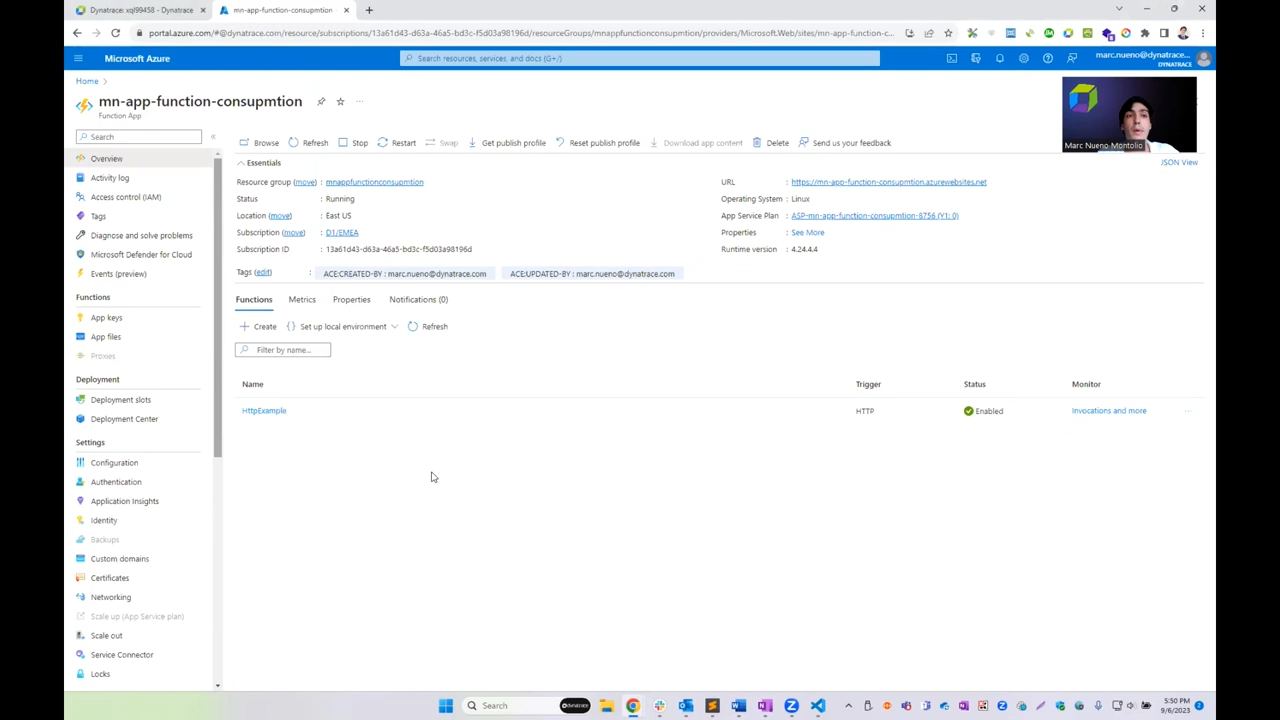 Dynatrace: xql99458 - Dynatrace
mn-app-function-consupmtion -
portal.azure.com/#@dynatrace.com/resource/subscriptions/13a61d43-d63a-46a5-bd3c-f5d03a98196d/resourceGroups/mnappfunctionconsupmtion/providers/Microsoft.Web/sites/mn-app-function-c...
Microsoft Azure
Search resources, services, and docs (G+/)
marc.nueno@dynatrace...
DYNATRACE
Home
mn-app-function-consupmtion
Function App
Marc Nueno Montolio
JSON View
Search
Browse Refresh Stop Restart Swap Get publish profile Reset publish profile Download app content Delete Send us your feedback
Overview
Activity log
Access control (IAM)
Tags
Diagnose and solve problems
Microsoft Defender for Cloud
Events (preview)
Functions
App keys
App files
Proxies
Deployment
Deployment slots
Deployment Center
Settings
Configuration
Authentication
Application Insights
Identity
Backups
Custom domains
Certificates
Networking
Scale up (App Service plan)
Scale out
Service Connector
Locks
Essentials
Resource group (move) : mnappfunctionconsupmtion
Status : Running
Location (move) : East US
Subscription (move) : D1/EMEA
Subscription ID : 13a61d43-d63a-46a5-bd3c-f5d03a98196d
URL : https://mn-app-function-consupmtion.azurewebsites.net
Operating System : Linux
App Service Plan : ASP-mn-app-function-consupmtion-8756 (Y1: 0)
Properties : See More
Runtime version : 4.24.4.4
Tags (edit) : ACE:CREATED-BY : marc.nueno@dynatrace.com ACE:UPDATED-BY : marc.nueno@dynatrace.com
Functions Metrics Properties Notifications (0)
Create Set up local environment Refresh
Filter by name...
Name Trigger Status Monitor
HttpExample HTTP Enabled Invocations and more
Search
dynatrace
5:50 PM
9/6/2023